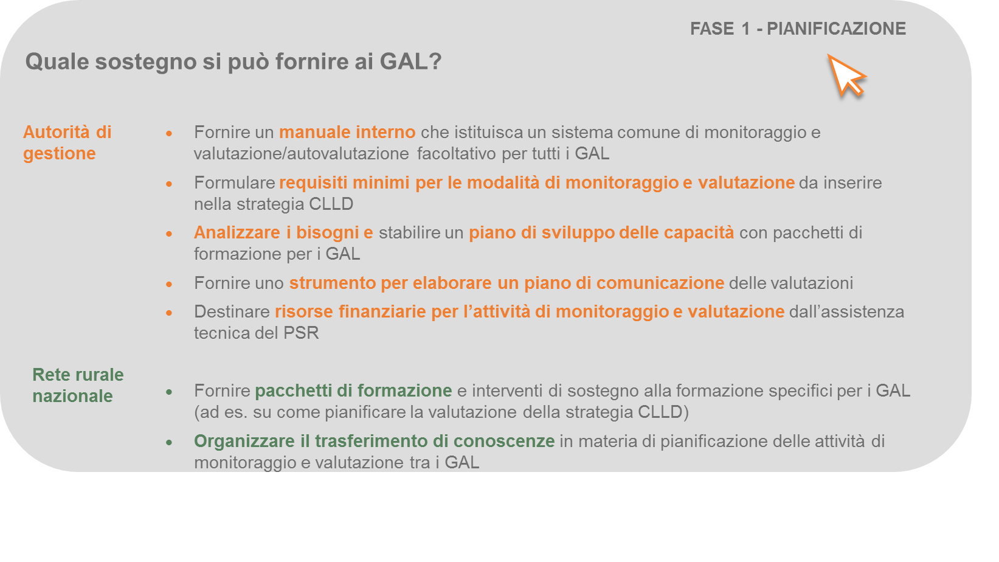 FASE 1 - PIANIFICAZIONE
Quale sostegno si può fornire ai GAL?
Autorità di
gestione
• Fornire un manuale interno che istituisca un sistema comune di monitoraggio e
valutazione/autovalutazione facoltativo per tutti i GAL
• Formulare requisiti minimi per le modalità di monitoraggio e valutazione da inserire
nella strategia CLLD
• Analizzare i bisogni e stabilire un piano di sviluppo delle capacità con pacchetti di
formazione per i GAL
• Fornire uno strumento per elaborare un piano di comunicazione delle valutazioni
• Destinare risorse finanziarie per l’attività di monitoraggio e valutazione dall’assistenza
tecnica del PSR
Rete rurale
nazionale
• Fornire pacchetti di formazione e interventi di sostegno alla formazione specifici per i GAL
(ad es. su come pianificare la valutazione della strategia CLLD)
• Organizzare il trasferimento di conoscenze in materia di pianificazione delle attività di
monitoraggio e valutazione tra i GAL